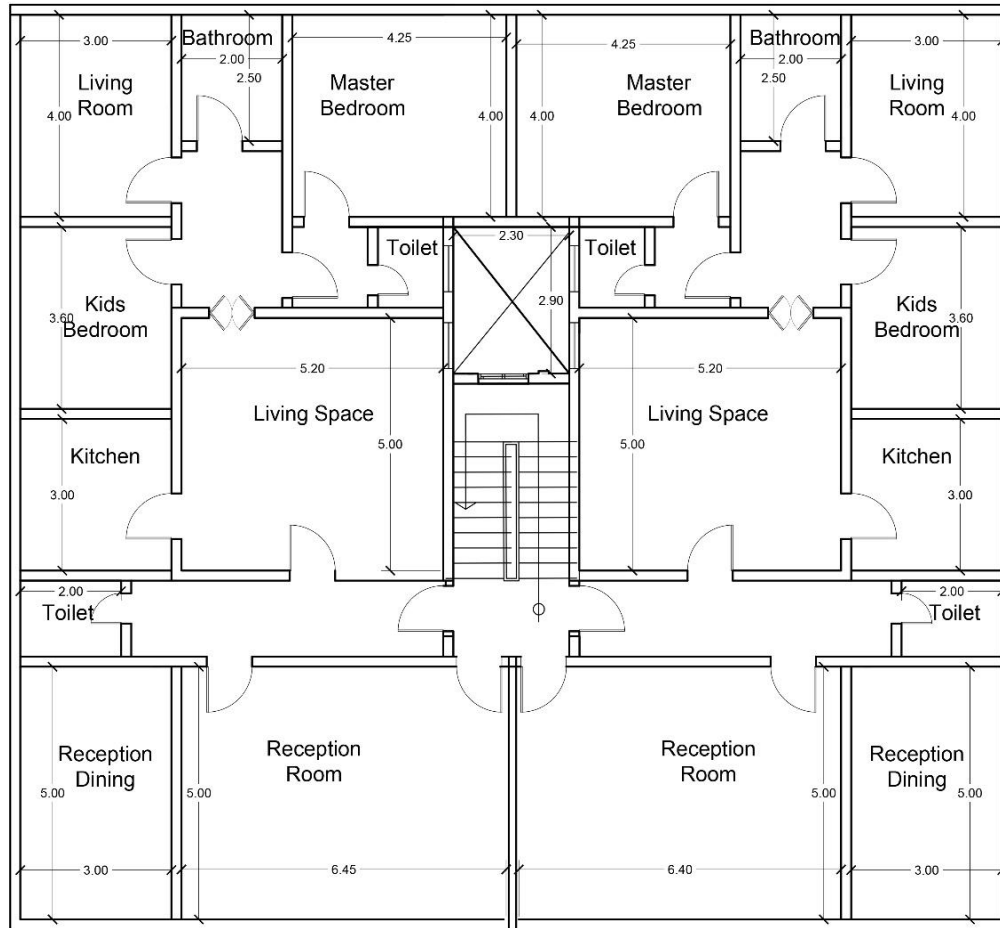 Bathroom
4.25
Bathroom
3.00
2.00
4.25
2.00
3.00
2.50
2.50
Living
Room
Master
Bedroom
Master
Bedroom
Living
Room
4.00
4.00
4.00
4.00
Toilet
2.30
Toilet
2.90
Kids
Bedroom
3.60
Kids
Bedroom
3.60
5.20
5.20
Living Space
Living Space
5.00
5.00
Kitchen
Kitchen
3.00
3.00
2.00
2.00
Toilet
Toilet
Reception
Dining
Reception
Room
Reception
Room
Reception
Dining
5.00
5.00
5.00
5.00
3.00
6.45
6.40
3.00